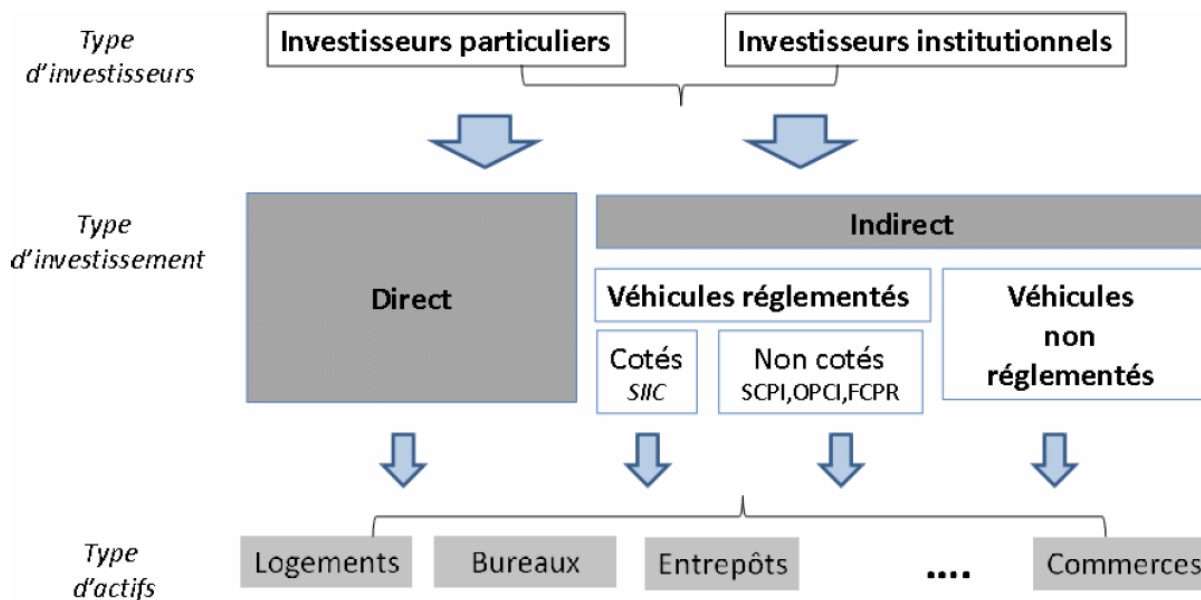 Type
d'investisseurs
Investisseurs particuliers
Investisseurs institutionnels
Type
d'investissement
Direct
Indirect
Véhicules réglementés
Véhicules
non
réglementés
Cotés
SIIC
Non cotés
SCPI,OPCI,FCPR
Type
d'actifs
Logements
Bureaux
Entrepôts
....
Commerces